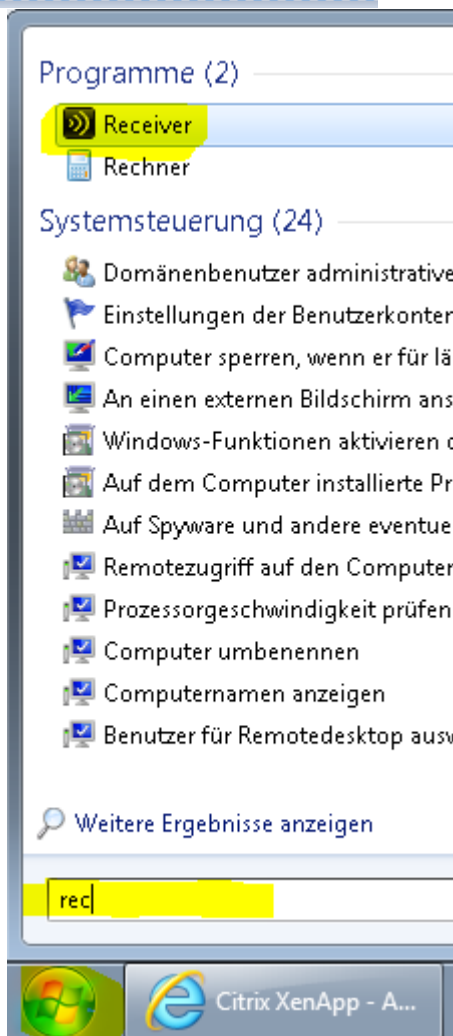 Programme (2)
Receiver
Rechner
Systemsteuerung (24)
Domänenbenutzer administrative
Einstellungen der Benutzerkonten
Computer sperren, wenn er für lä
An einen externen Bildschirm ans
Windows-Funktionen aktivieren o
Auf dem Computer installierte Pr
Auf Spyware und andere eventue
Remotezugriff auf den Computer
Prozessorgeschwindigkeit prüfen
Computer umbenennen
Computernamen anzeigen
Benutzer für Remotedesktop ausw
Weitere Ergebnisse anzeigen
rec
Citrix XenApp - A...